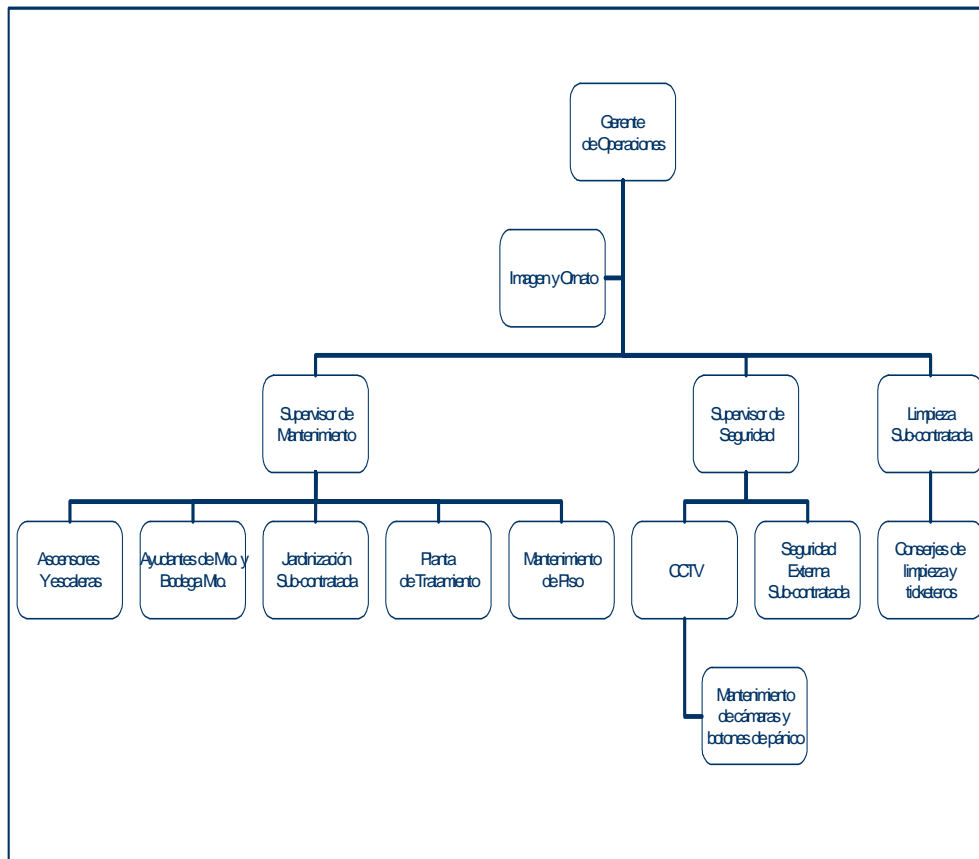 Gerente
de Operaciones
Imagen y Ornato
Supervisor de
Mantenimiento
Supervisor de
Seguridad
Limpieza
Sub-contratada
Ascensores
Y escaleras
Ayudantes de Mto. y
Bodega Mto.
Jardinización
Sub-contratada
Planta
de Tratamiento
Mantenimiento
de PIso
CCTV
Seguridad
Externa
Sub-contratada
Conserjes de
limpieza y
ticketeros
Mantenimiento
de cámaras y
botones de pánico